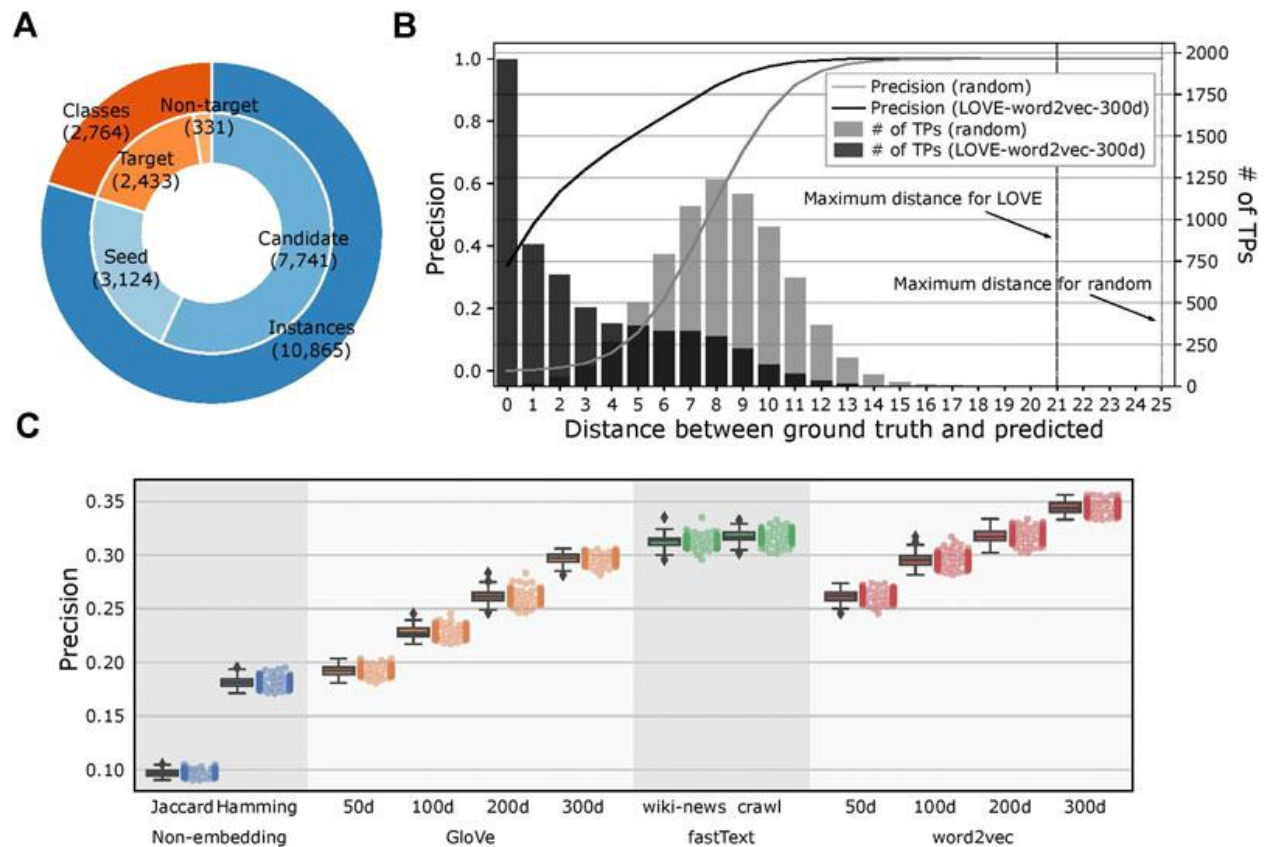 A
Classes
(2,764)
Non-target
(331)
Target
(2,433)
Seed
(3,124)
Candidate
(7,741)
Instances
(10,865)
B
1.0
0.8
0.6
0.4
0.2
0.0
Precision
2000
1750
1500
1250
1000
750
500
250
0
# of TPs
Precision (random)
Precision (LOVE-word2vec-300d)
# of TPs (random)
# of TPs (LOVE-word2vec-300d)
Maximum distance for LOVE
Maximum distance for random
0 1 2 3 4 5 6 7 8 9 10 11 12 13 14 15 16 17 18 19 20 21 22 23 24 25
Distance between ground truth and predicted
C
0.35
0.30
0.25
0.20
0.15
0.10
Precision
Jaccard Hamming 50d 100d 200d 300d wiki-news crawl 50d 100d 200d 300d
Non-embedding GloVe fastText word2vec